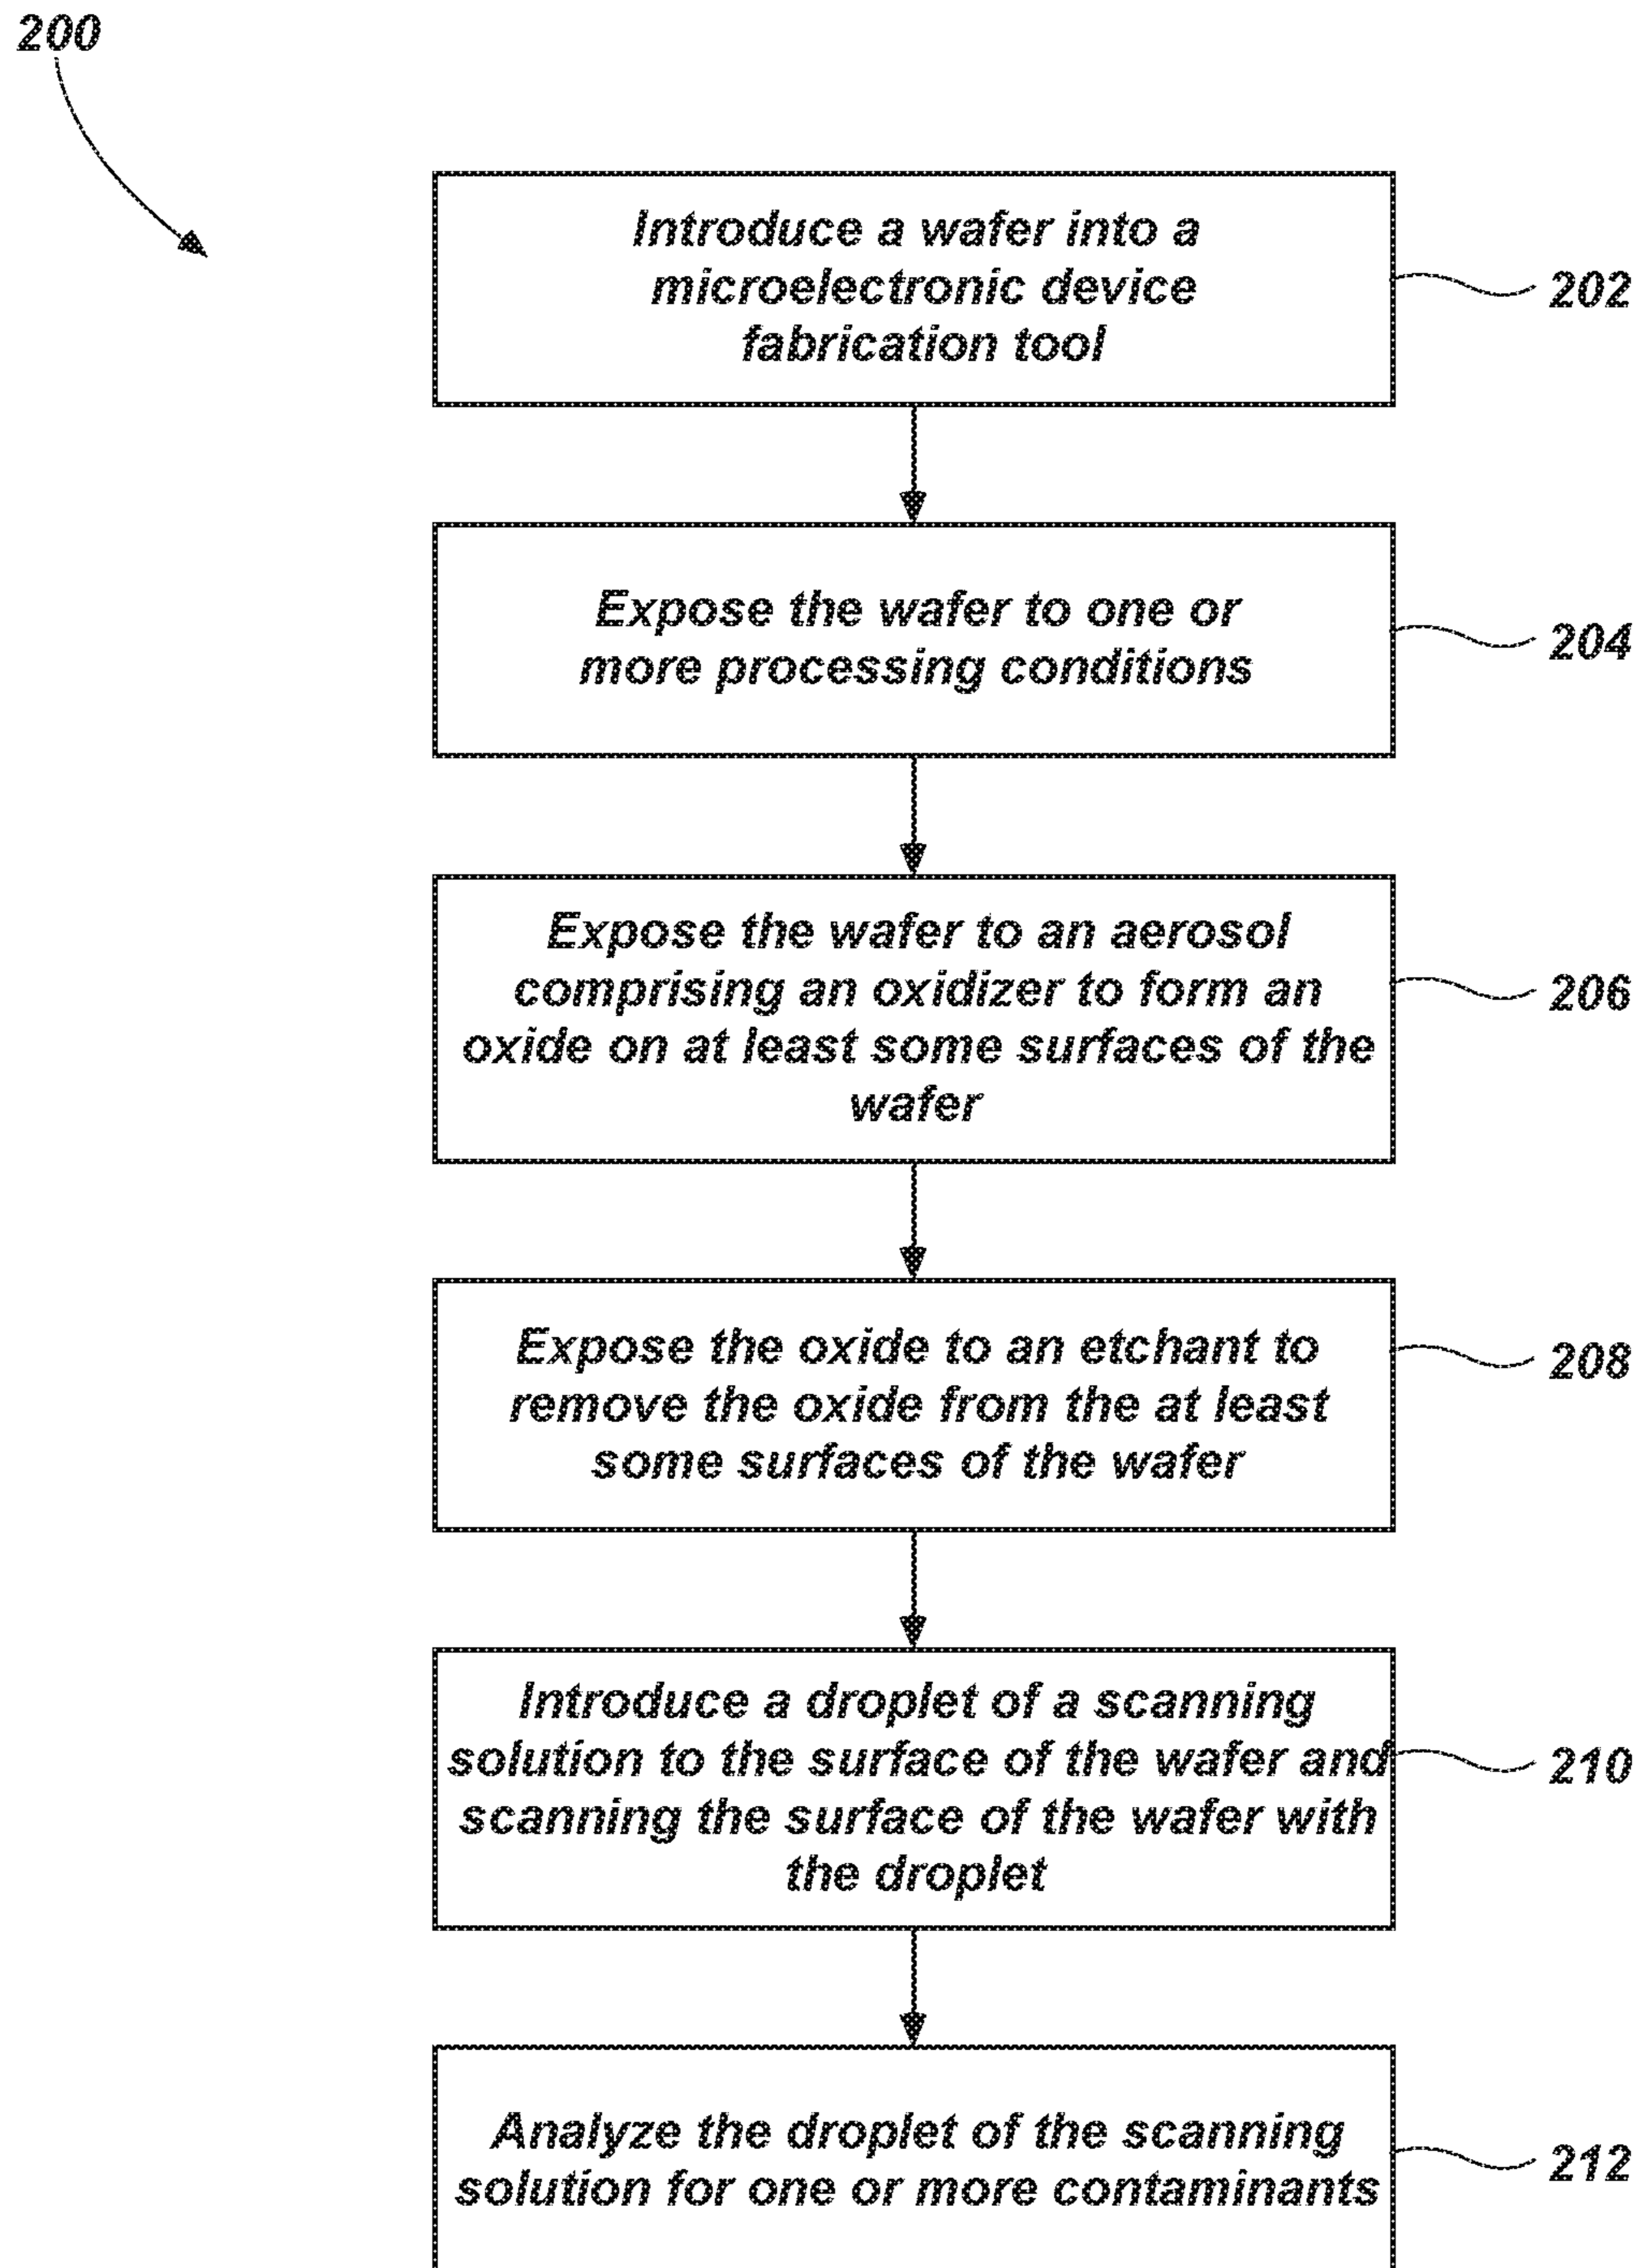 200
Introduce a wafer into a
microelectronic device
fabrication tool
202
Expose the wafer to one or
more processing conditions
204
Expose the wafer to an aerosol
comprising an oxidizer to form an
oxide on at least some surfaces of the
wafer
206
Expose the oxide to an etchant to
remove the oxide from the at least
some surfaces of the wafer
208
Introduce a droplet of a scanning
solution to the surface of the wafer and
scanning the surface of the wafer with
the droplet
210
Analyze the droplet of the scanning
solution for one or more contaminants
212